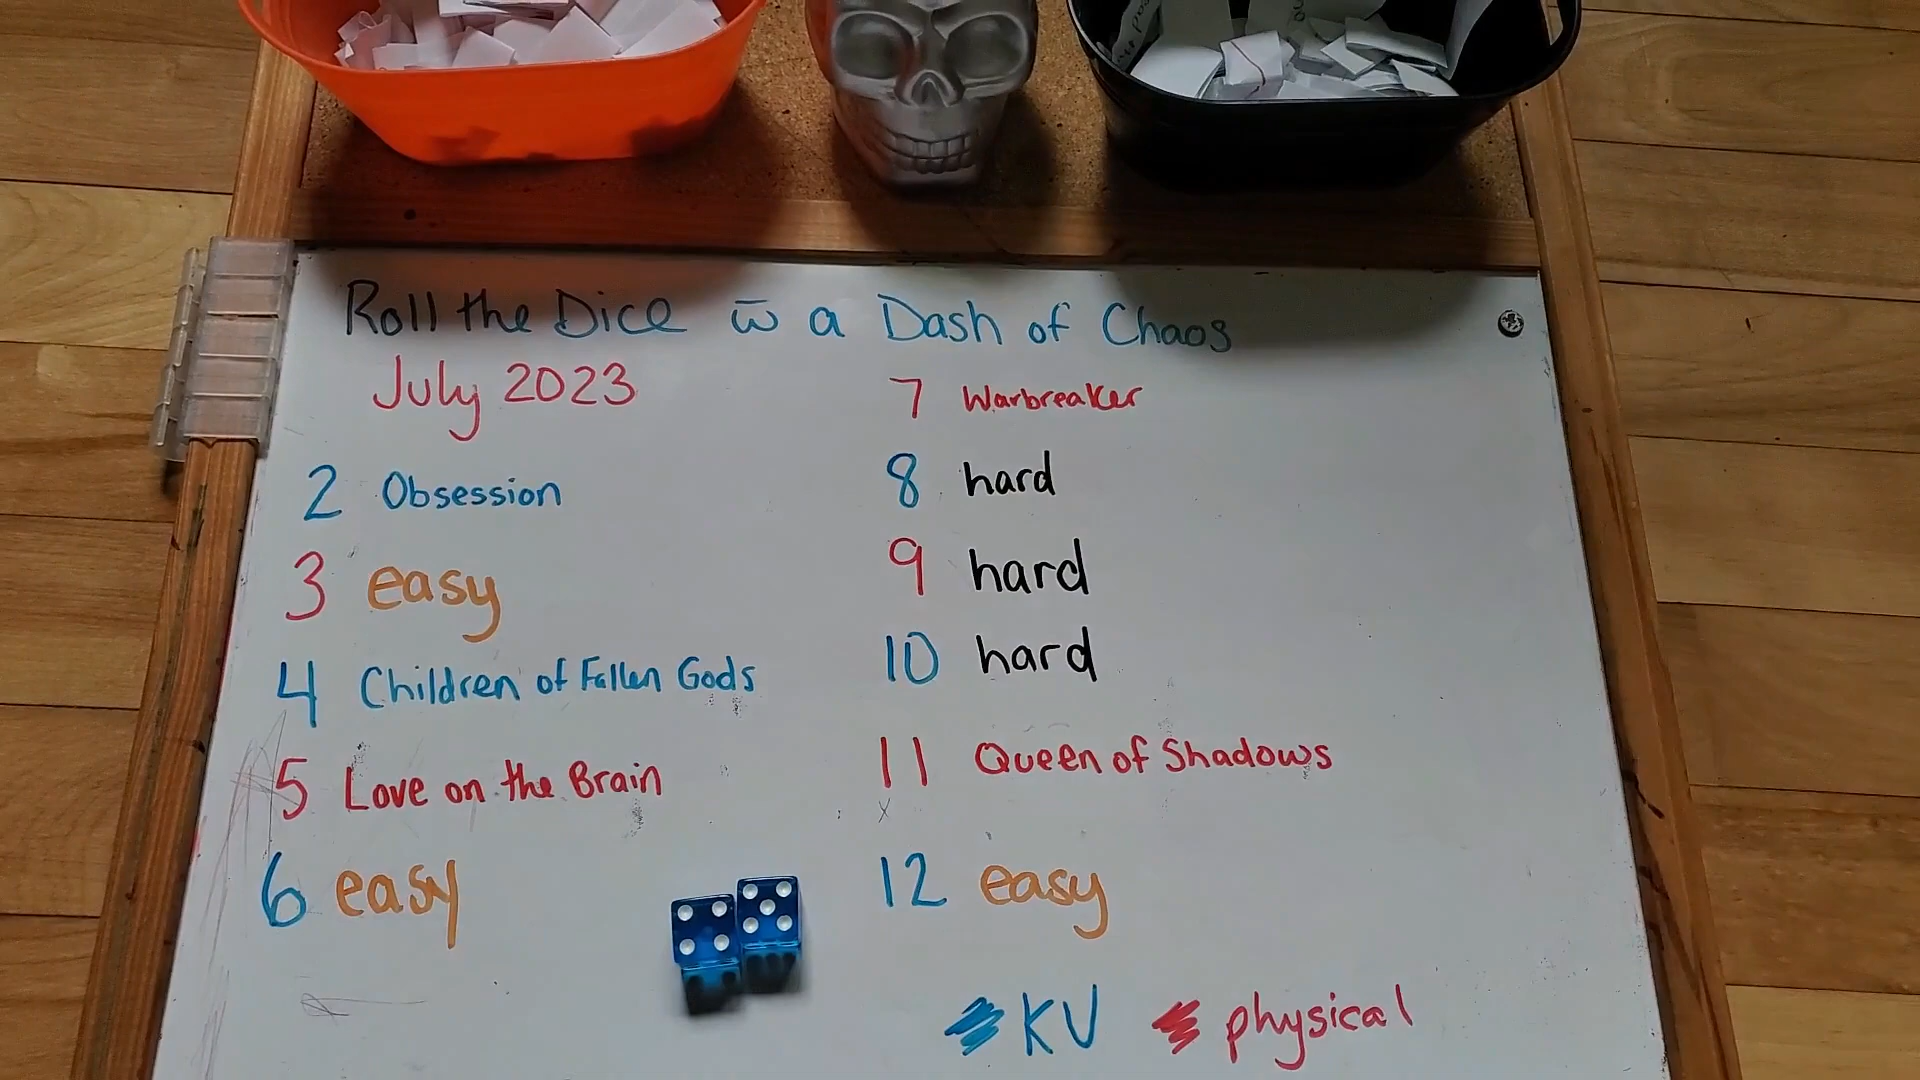 Roll the Dice w̄ a Dash of Chaos
July 2023
2 Obsession
3 easy
4 Children of Fallen Gods
5 Love on the Brain
6 easy
7 Warbreaker
8 hard
9 hard
10 hard
11 Queen of Shadows
12 easy
KU physical